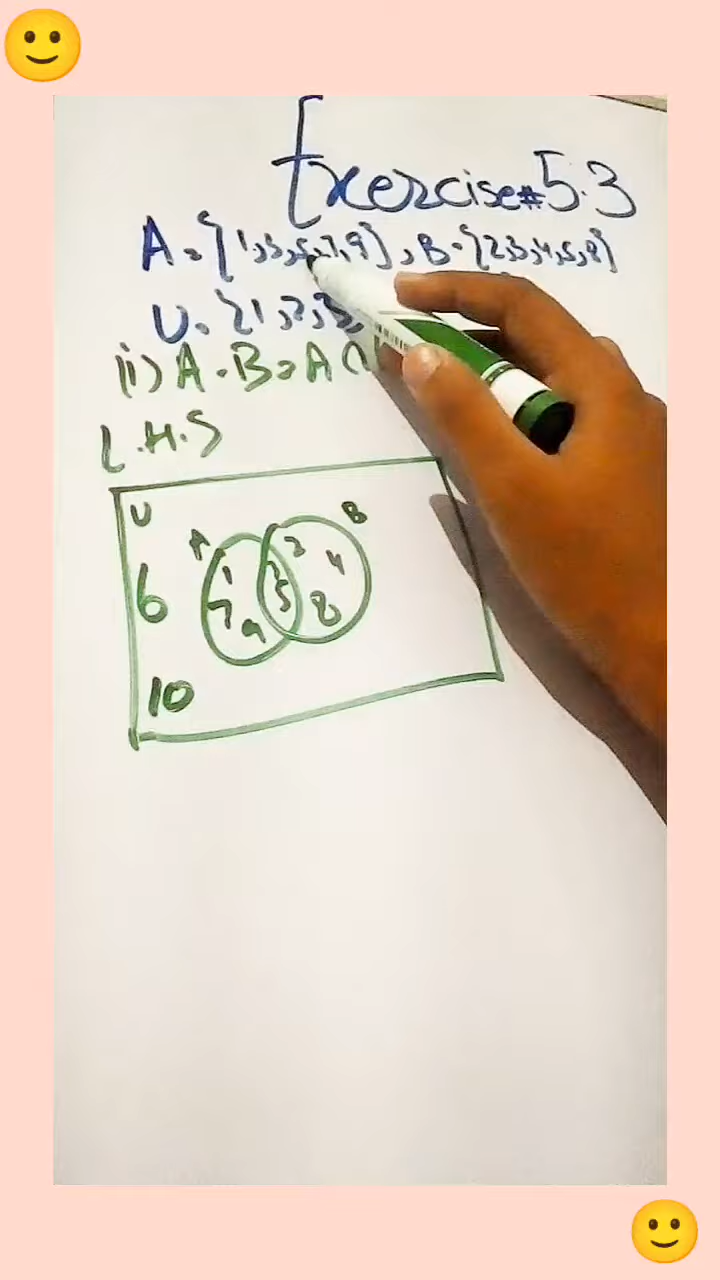 Exercise#5.3
A={1,3,5,7,9}, B={2,3,4,5,8}
U={1,2,3,
(i) A-B=A∩
L.H.S
U
A
B
6
1
7
9
3
5
2
4
8
10